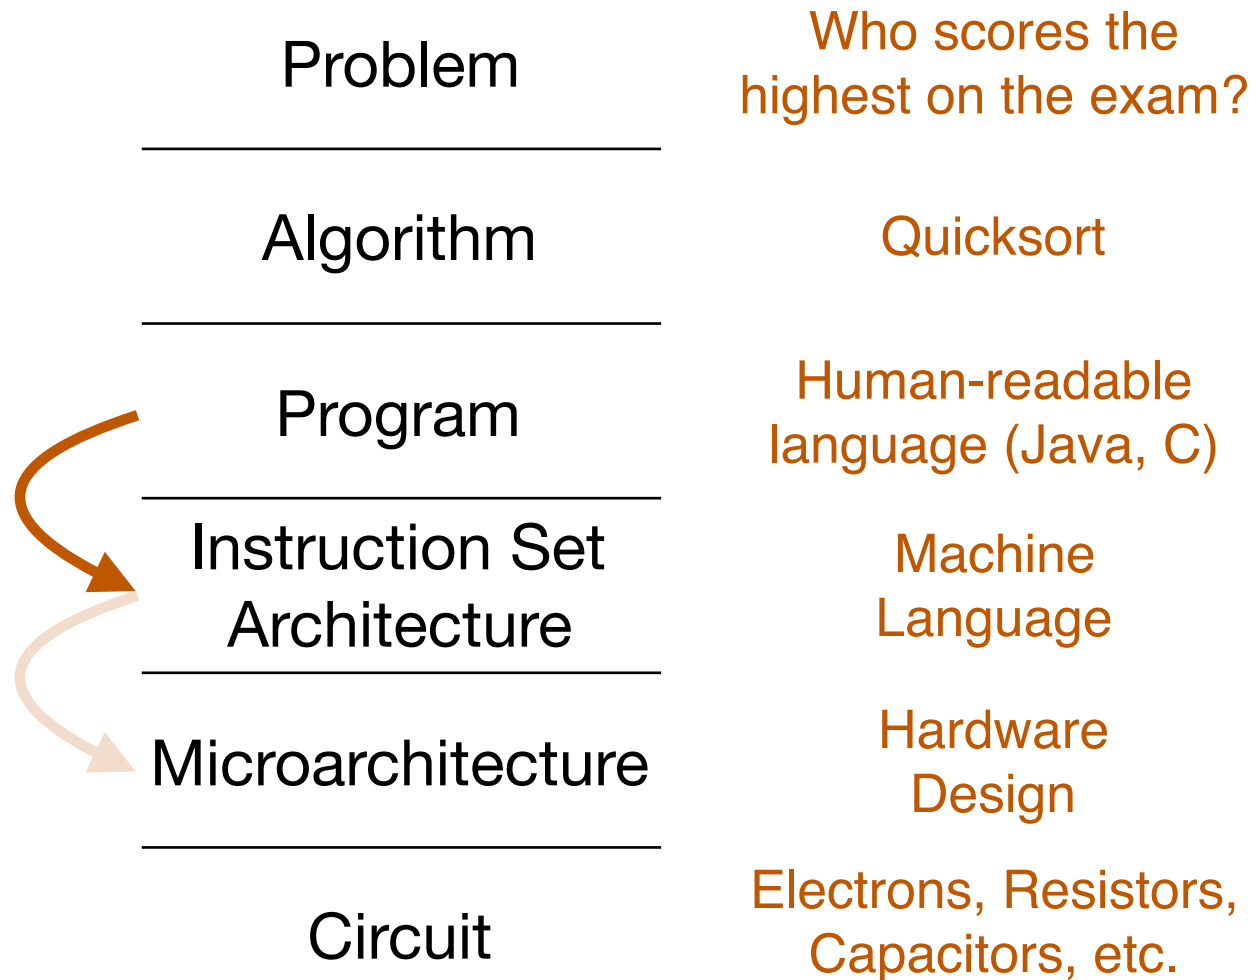 Problem
Who scores the
highest on the exam?
Algorithm
Quicksort
Program
Human-readable
language (Java, C)
Instruction Set
Architecture
Machine
Language
Microarchitecture
Hardware
Design
Circuit
Electrons, Resistors,
Capacitors, etc.